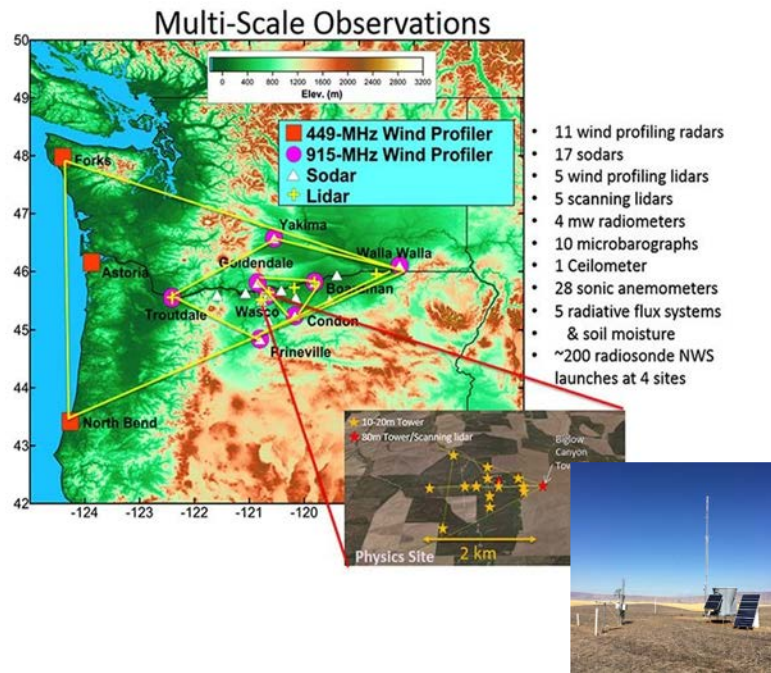 Multi-Scale Observations
50
49
48
47
46
45
44
43
42
-124
-123
-122
-121
-120
0
400
800
1200
1600
2000
2400
2800
3200
Elev. (m)
449-MHz Wind Profiler
915-MHz Wind Profiler
Sodar
Lidar
Forks
Yakima
Walla Walla
Goldendale
Astoria
Boardman
Troutdale
Wasco
Condon
Prineville
North Bend
• 11 wind profiling radars
• 17 sodars
• 5 wind profiling lidars
• 5 scanning lidars
• 4 mw radiometers
• 10 microbarographs
• 1 Ceilometer
• 28 sonic anemometers
• 5 radiative flux systems
• & soil moisture
• ~200 radiosonde NWS
launches at 4 sites
10-20m Tower
80m Tower/Scanning lidar
Biglow
Canyon
2 km
Physics Site